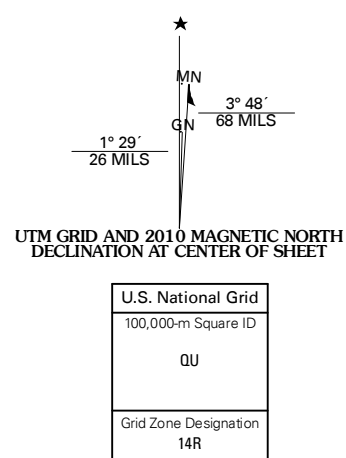 MN
3° 48´
68 MILS
GN
1° 29´
26 MILS
UTM GRID AND 2010 MAGNETIC NORTH
DECLINATION AT CENTER OF SHEET
U.S. National Grid
100,000-m Square ID
QU
Grid Zone Designation
14R